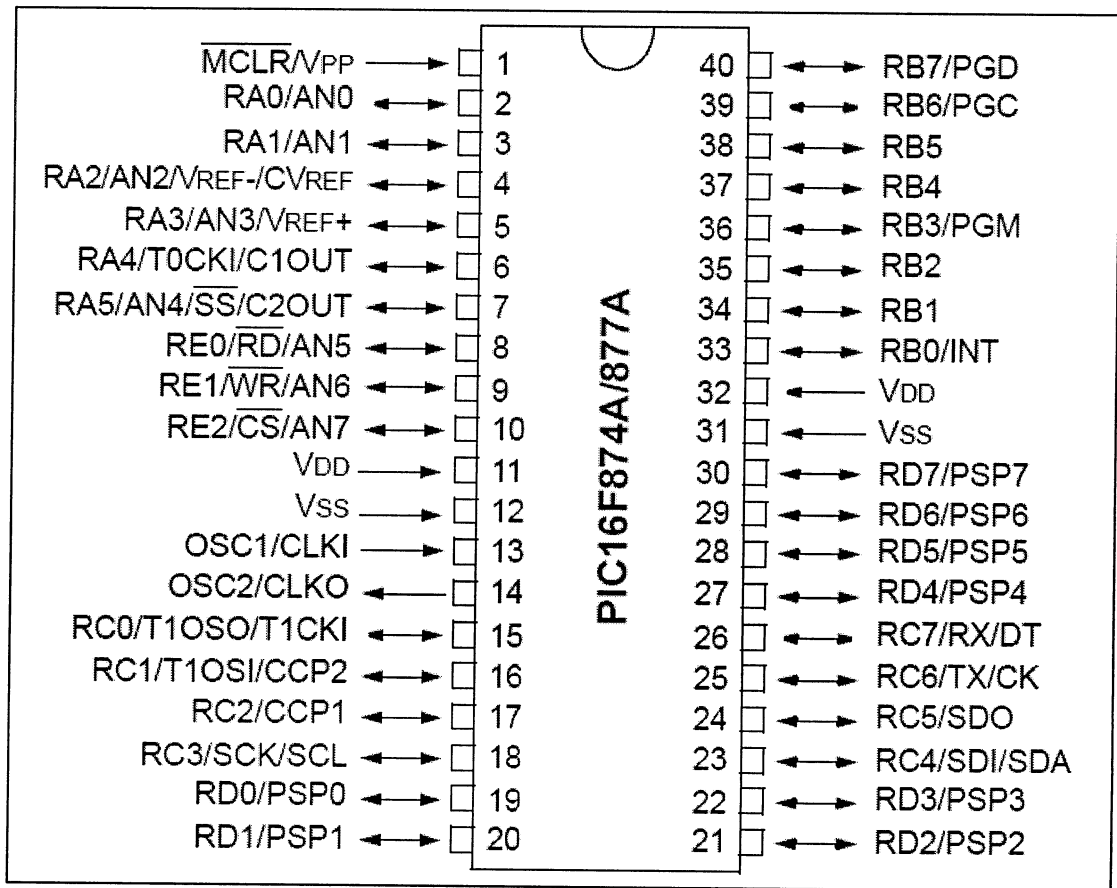 MCLR/VPP 1
RA0/AN0 2
RA1/AN1 3
RA2/AN2/VREF-/CVREF 4
RA3/AN3/VREF+ 5
RA4/T0CKI/C1OUT 6
RA5/AN4/SS/C2OUT 7
RE0/RD/AN5 8
RE1/WR/AN6 9
RE2/CS/AN7 10
VDD 11
VSS 12
OSC1/CLKI 13
OSC2/CLKO 14
RC0/T1OSO/T1CKI 15
RC1/T1OSI/CCP2 16
RC2/CCP1 17
RC3/SCK/SCL 18
RD0/PSP0 19
RD1/PSP1 20
PIC16F874A/877A
40 RB7/PGD
39 RB6/PGC
38 RB5
37 RB4
36 RB3/PGM
35 RB2
34 RB1
33 RB0/INT
32 VDD
31 VSS
30 RD7/PSP7
29 RD6/PSP6
28 RD5/PSP5
27 RD4/PSP4
26 RC7/RX/DT
25 RC6/TX/CK
24 RC5/SDO
23 RC4/SDI/SDA
22 RD3/PSP3
21 RD2/PSP2